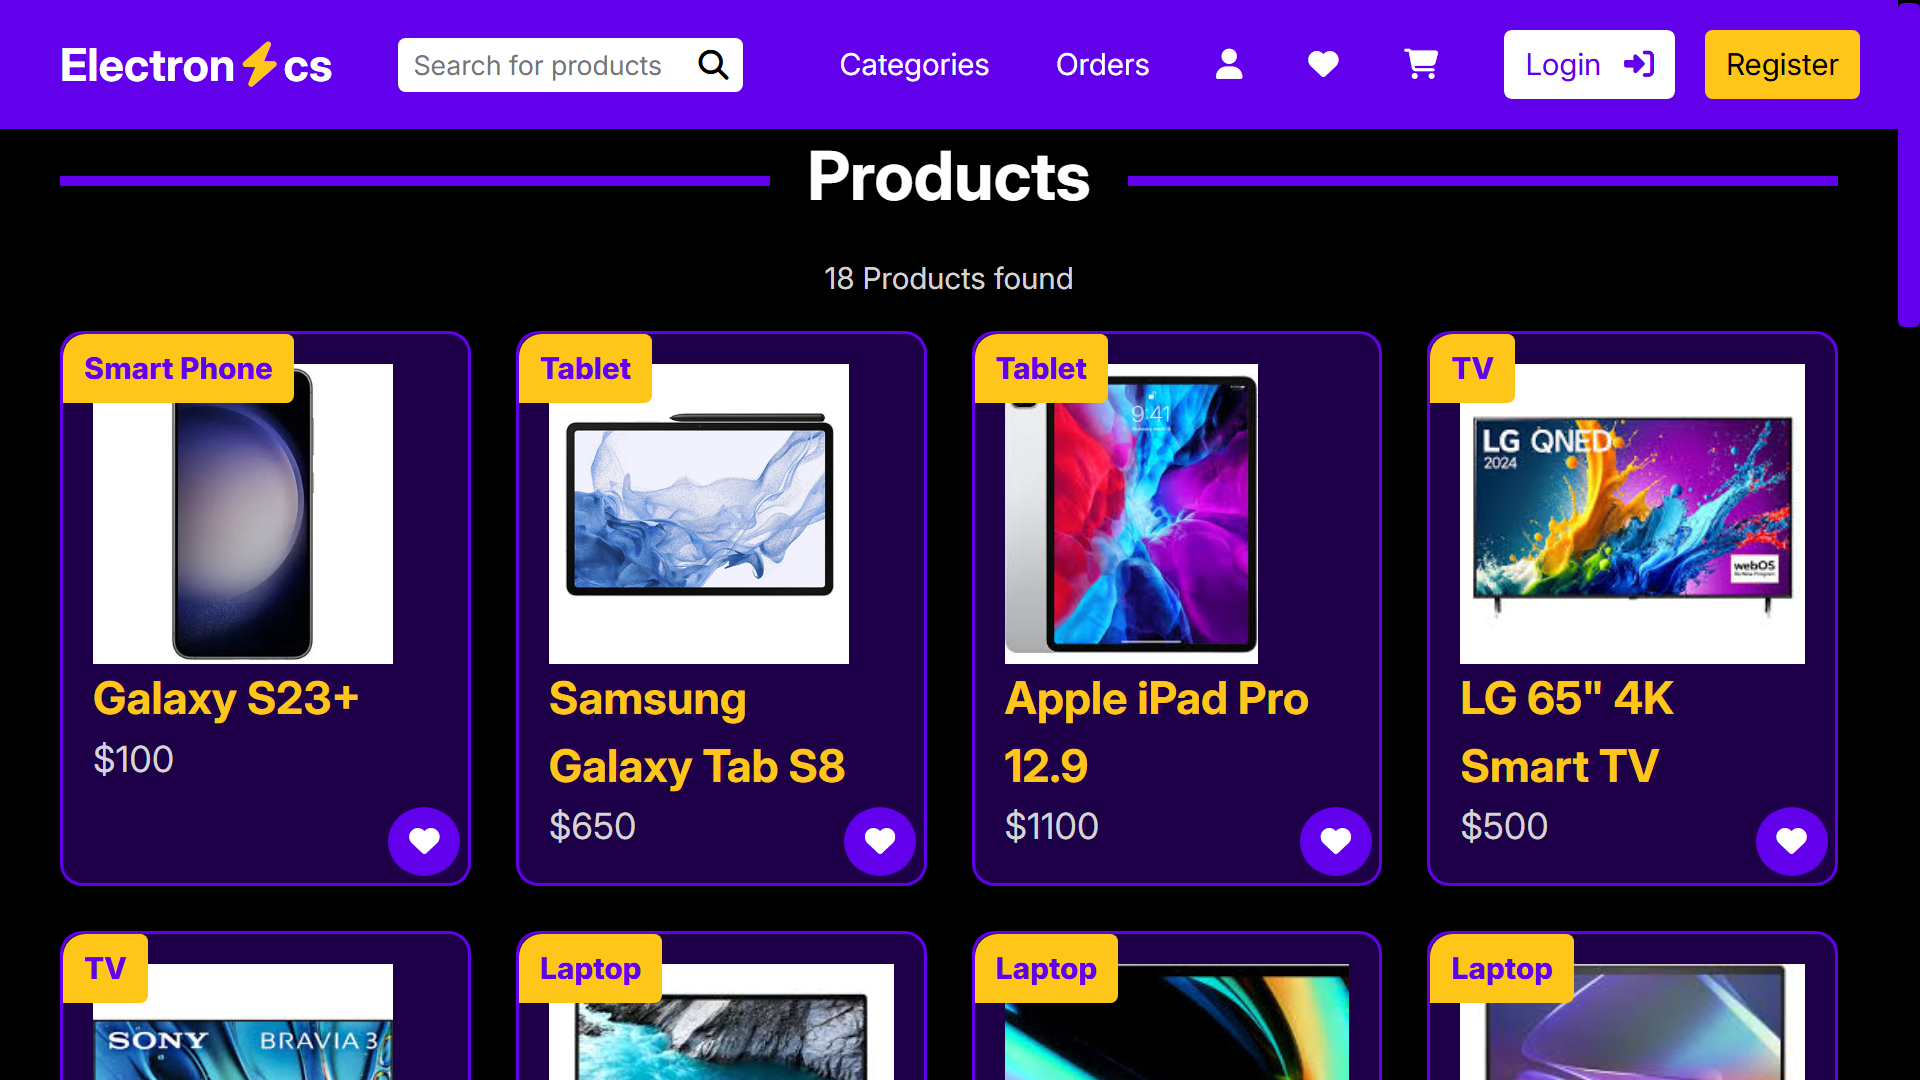 Electron⚡cs
Search for products
Categories
Orders
Login
Register
Products
18 Products found
Smart Phone
Galaxy S23+
$100
Tablet
Samsung
Galaxy Tab S8
$650
Tablet
9:41
Apple iPad Pro
12.9
$1100
TV
LG QNED
2024
webOS
LG 65" 4K
Smart TV
$500
TV
SONY BRAVIA 3
Laptop
Laptop
Laptop